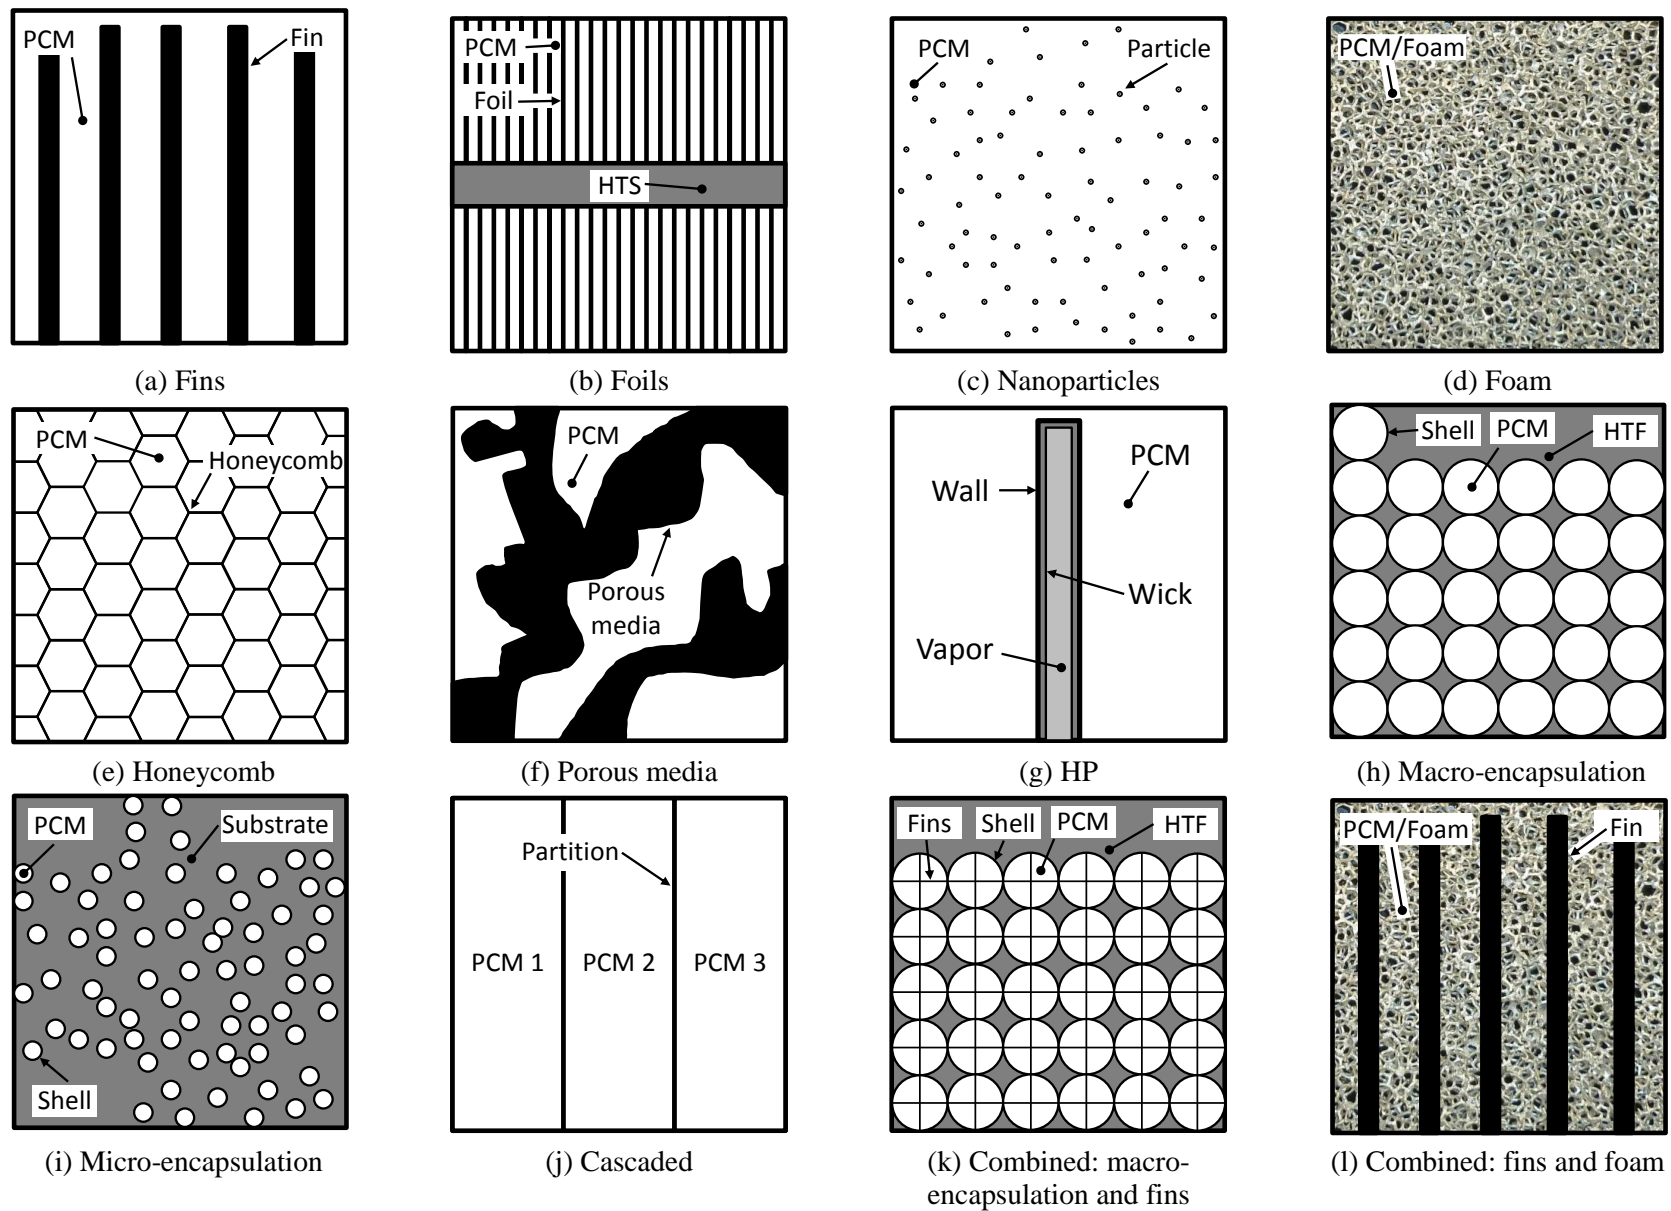 PCM
Fin
(a) Fins
PCM
Foil
HTS
(b) Foils
PCM
Particle
(c) Nanoparticles
PCM/Foam
(d) Foam
PCM
Honeycomb
(e) Honeycomb
PCM
Porous
media
(f) Porous media
PCM
Wall
Wick
Vapor
(g) HP
Shell
PCM
HTF
(h) Macro-encapsulation
PCM
Substrate
Shell
(i) Micro-encapsulation
Partition
PCM 1
PCM 2
PCM 3
(j) Cascaded
Fins
Shell
PCM
HTF
(k) Combined: macro-
encapsulation and fins
PCM/Foam
Fin
(l) Combined: fins and foam